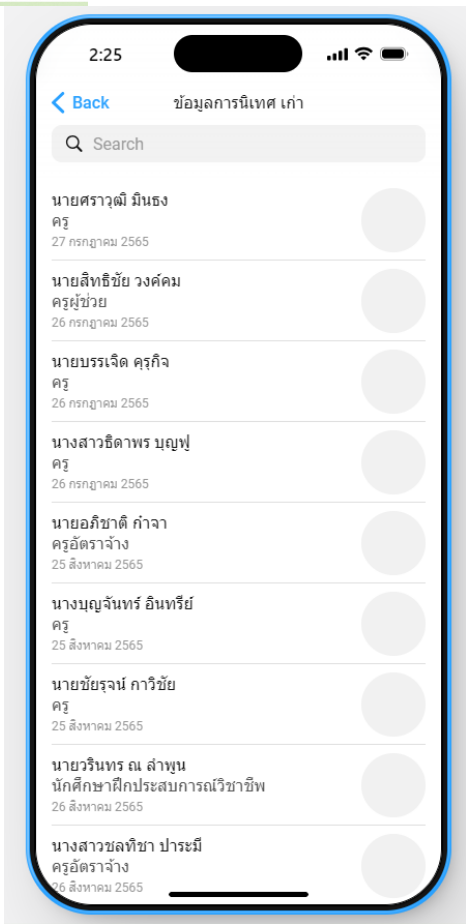 2:25
Back
ข้อมูลการนิเทศ เก่า
Search
นายศราวุฒิ มินธง
ครู
27 กรกฎาคม 2565
นายสิทธิชัย วงค์คม
ครูผู้ช่วย
26 กรกฎาคม 2565
นายบรรเจิด คุรุกิจ
ครู
26 กรกฎาคม 2565
นางสาวธิดาพร บุญฟู
ครู
26 กรกฎาคม 2565
นายอภิชาติ กำจา
ครูอัตราจ้าง
25 สิงหาคม 2565
นางบุญจันทร์ อินทรีย์
ครู
25 สิงหาคม 2565
นายชัยรุจน์ กาวิชัย
ครู
25 สิงหาคม 2565
นายวรินทร ณ ลำพูน
นักศึกษาฝึกประสบการณ์วิชาชีพ
26 สิงหาคม 2565
นางสาวชลทิชา ปาระมี
ครูอัตราจ้าง
26 สิงหาคม 2565